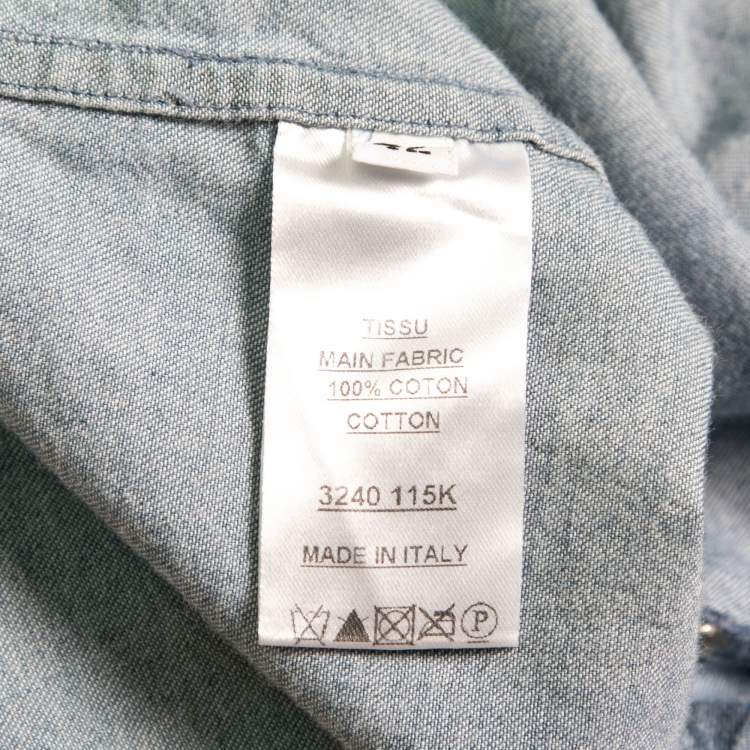 TISSU
MAIN FABRIC
100% COTON
COTTON
3240 115K
MADE IN ITALY
P